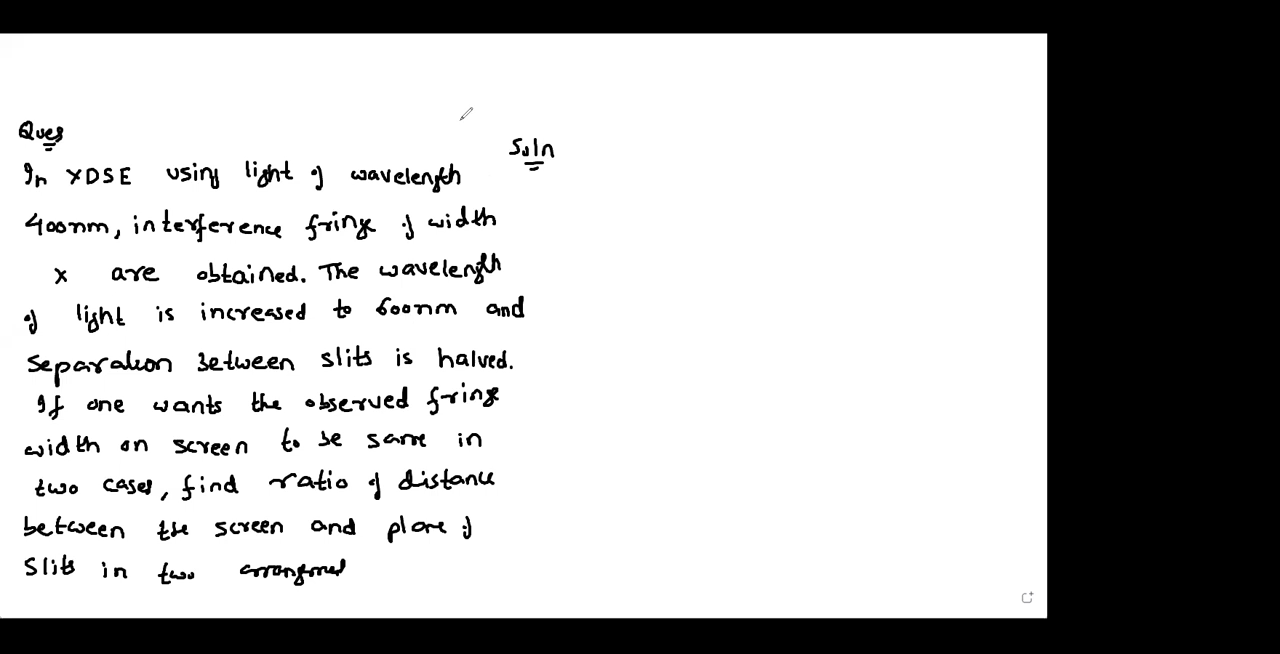 Ques
Soln
In YDSE using light of wavelength
400nm, interference fringe of width
x are obtained. The wavelength
of light is increased to 600nm and
separation between slits is halved.
If one wants the observed fringe
width on screen to be same in
two cases, find ratio of distance
between the screen and plane of
slits in two